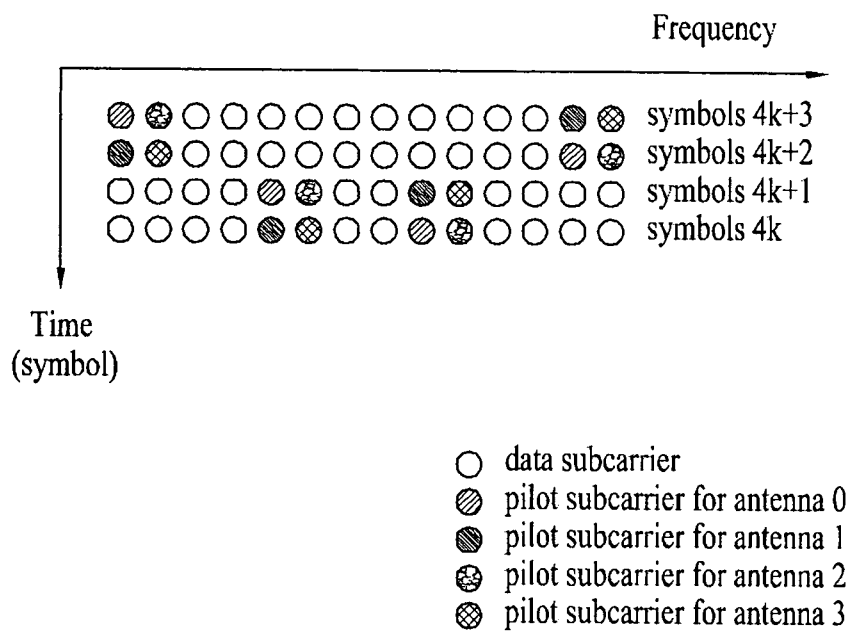 Frequency
symbols 4k+3
symbols 4k+2
symbols 4k+1
symbols 4k
Time
(symbol)
data subcarrier
pilot subcarrier for antenna 0
pilot subcarrier for antenna 1
pilot subcarrier for antenna 2
pilot subcarrier for antenna 3